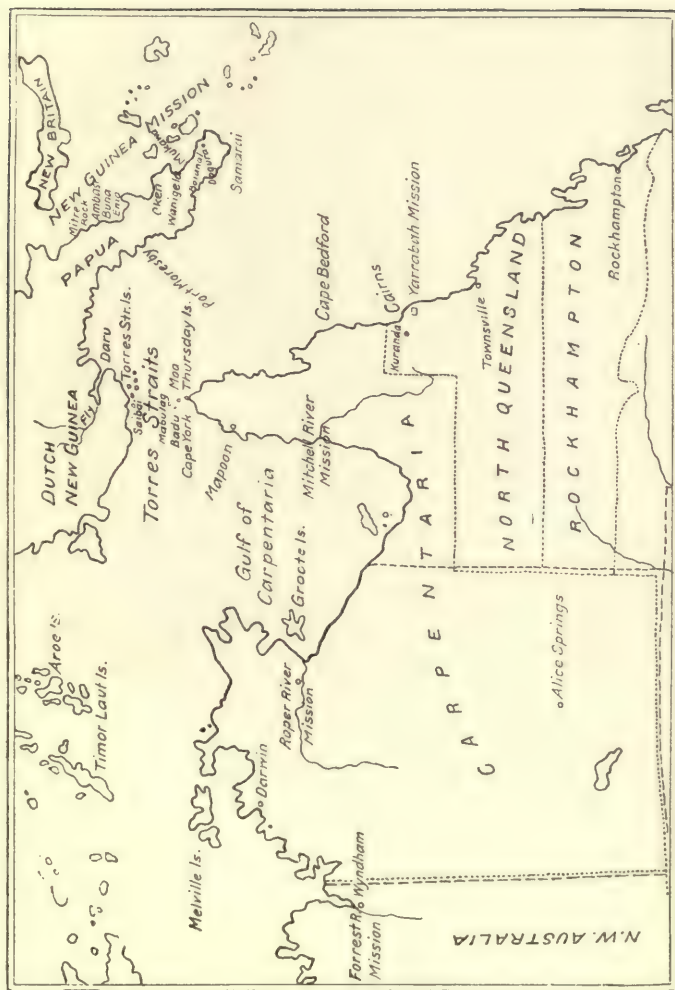 NEW BRITAIN
NEW GUINEA MISSION
Mitre
Rock
Ambasi
Buna
Eroro
Wanigela
Mukawa
Dogura
Samarai
PAPUA
Port Moresby
DUTCH
NEW GUINEA
Fly
Daru
Torres Str. Is.
Saibai
Torres Straits
Mabuiag
Badu
Moa
Cape York
Thursday Is.
Aroe Is.
Timor Laut Is.
Mapoon
Gulf of
Carpentaria
Groote Is.
Melville Is.
Darwin
Roper River
Mission
Mitchell River
Mission
Cape Bedford
Cairns
Kuranda
Yarrabah Mission
Forrest R.
Mission
Wyndham
CARPENTARIA
Townsville
NORTH QUEENSLAND
ROCKHAMPTON
Rockhampton
Alice Springs
N.W. AUSTRALIA